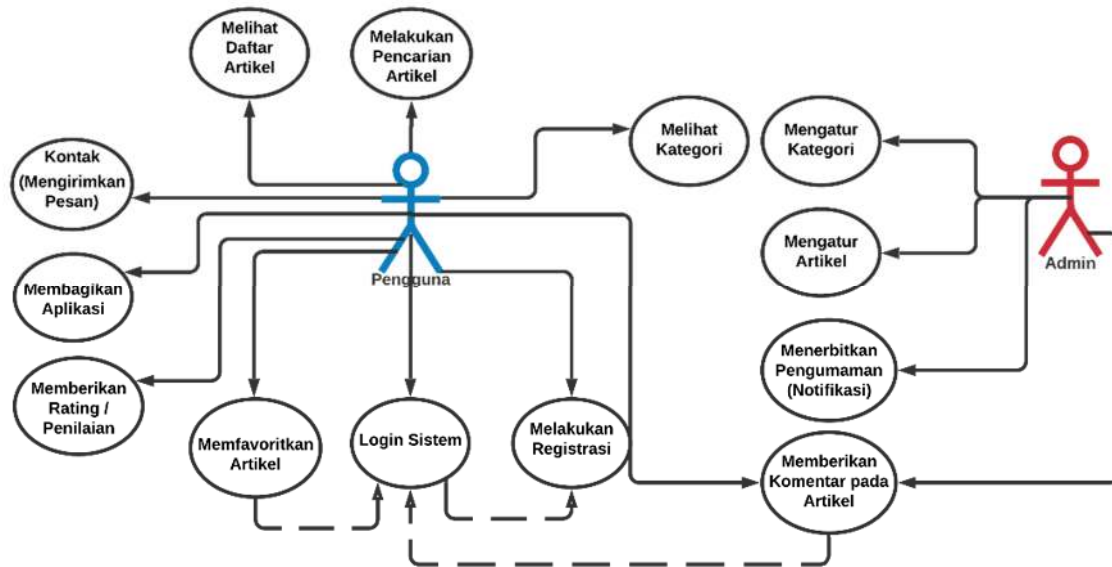 Melihat
Daftar
Artikel
Melakukan
Pencarian
Artikel
Melihat
Kategori
Mengatur
Kategori
Kontak
(Mengirimkan
Pesan)
Mengatur
Artikel
Admin
Pengguna
Membagikan
Aplikasi
Menerbitkan
Pengumaman
(Notifikasi)
Memberikan
Rating /
Penilaian
Memfavoritkan
Artikel
Login Sistem
Melakukan
Registrasi
Memberikan
Komentar pada
Artikel